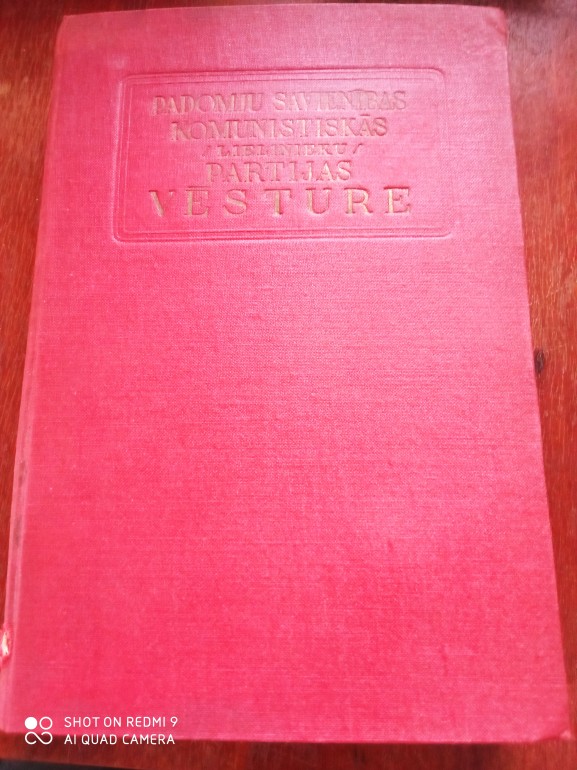 PADOMJU SAVIENĪBAS
KOMUNISTISKĀS
/LIELINIEKU/
PARTIJAS
VĒSTURE
SHOT ON REDMI 9
AI QUAD CAMERA